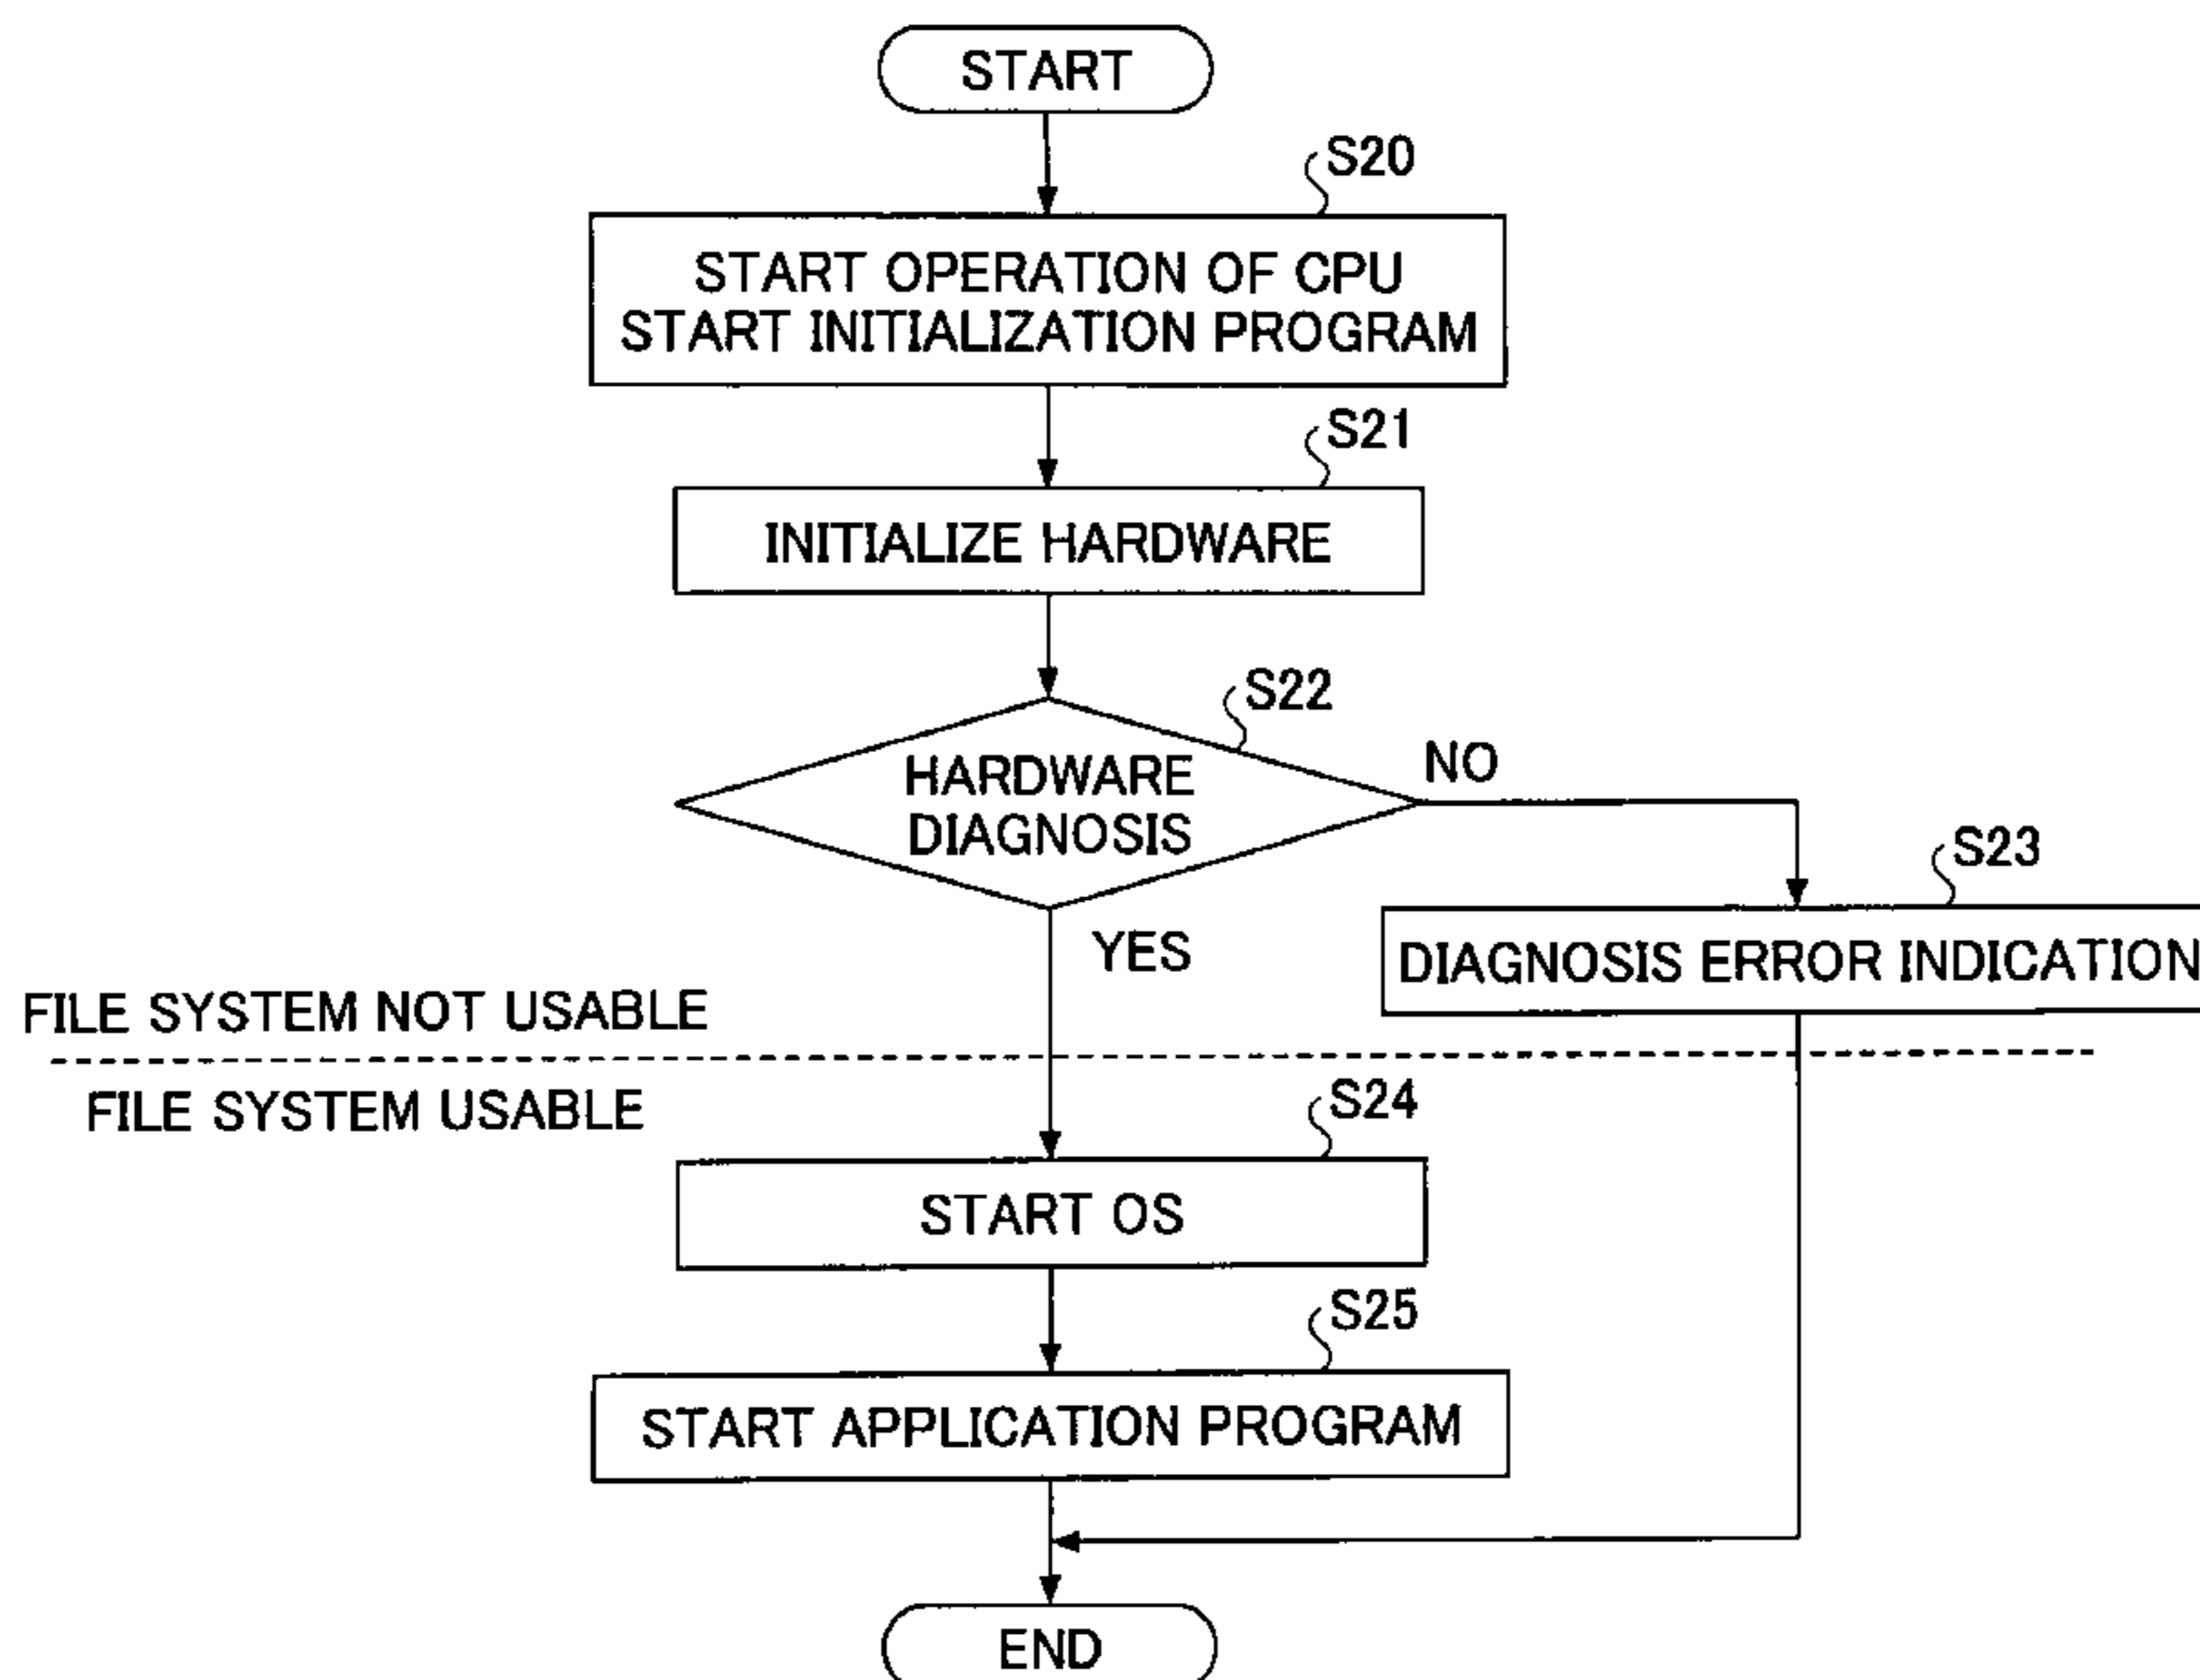 START
S20
START OPERATION OF CPU
START INITIALIZATION PROGRAM
S21
INITIALIZE HARDWARE
S22
HARDWARE
DIAGNOSIS
NO
S23
DIAGNOSIS ERROR INDICATION
YES
FILE SYSTEM NOT USABLE
FILE SYSTEM USABLE
S24
START OS
S25
START APPLICATION PROGRAM
END